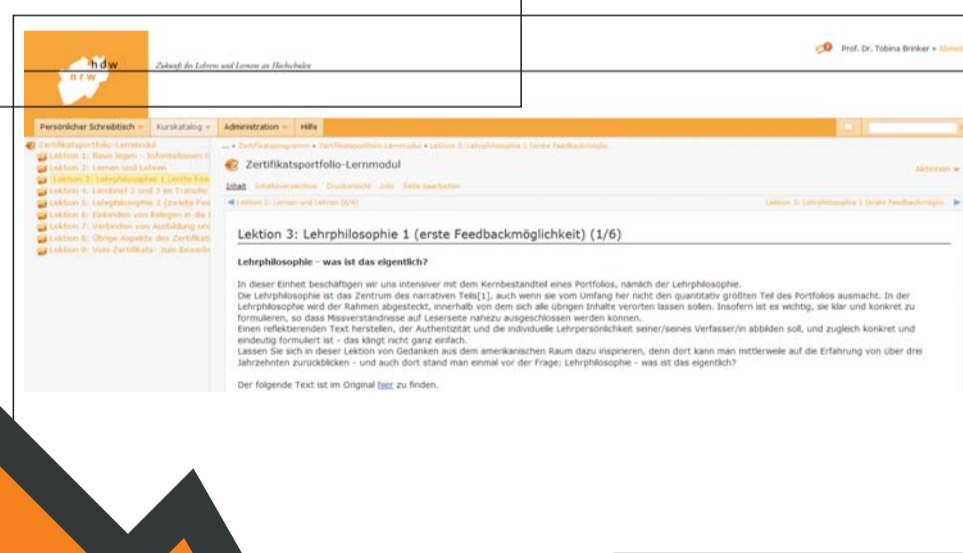 hdw
nrw
Zukunft des Lehrens und Lernens an Hochschulen
Prof. Dr. Tobina Brinker
Persönlicher Schreibtisch
Kurskatalog
Administration
Hilfe
Zertifikatsportfolio-Lernmodul
Lektion 1: Basis legen - Informationen
Lektion 2: Lernen und Lehren
Lektion 3: Lehrphilosophie 1 (erste Fee
Lektion 4: Lernbrief 2 und 3 im Transfer
Lektion 5: Lehrphilosophie 2 (zweite Fee
Lektion 6: Einbinden von Belegen in die
Lektion 7: Verbinden von Ausbildung un
Lektion 8: Übrige Aspekte des Zertifikat
Lektion 9: Vom Zertifikats- zum Bewerb
... » Zertifikatsprogramm » Zertifikatsportfolio-Lernmodul » Lektion 3: Lehrphilosophie 1 (erste Feedbackmöglic...
Zertifikatsportfolio-Lernmodul
Aktionen
Inhalt Inhaltsverzeichnis Druckansicht Info Seite bearbeiten
Lektion 2: Lernen und Lehren (6/6)
Lektion 3: Lehrphilosophie 1 (erste Feedbackmöglic...
Lektion 3: Lehrphilosophie 1 (erste Feedbackmöglichkeit) (1/6)
Lehrphilosophie - was ist das eigentlich?
In dieser Einheit beschäftigen wir uns intensiver mit dem Kernbestandteil eines Portfolios, nämlich der Lehrphilosophie.
Die Lehrphilosophie ist das Zentrum des narrativen Teils[1], auch wenn sie vom Umfang her nicht den quantitativ größten Teil des Portfolios ausmacht. In der
Lehrphilosophie wird der Rahmen abgesteckt, innerhalb von dem sich alle übrigen Inhalte verorten lassen sollen. Insofern ist es wichtig, sie klar und konkret zu
formulieren, so dass Missverständnisse auf Leserseite nahezu ausgeschlossen werden können.
Einen reflektierenden Text herstellen, der Authentizität und die individuelle Lehrpersönlichkeit seiner/seines Verfasser/in abbilden soll, und zugleich konkret und
eindeutig formuliert ist - das klingt nicht ganz einfach.
Lassen Sie sich in dieser Lektion von Gedanken aus dem amerikanischen Raum dazu inspirieren, denn dort kann man mittlerweile auf die Erfahrung von über drei
Jahrzehnten zurückblicken - und auch dort stand man einmal vor der Frage: Lehrphilosophie - was ist das eigentlich?
Der folgende Text ist im Original hier zu finden.